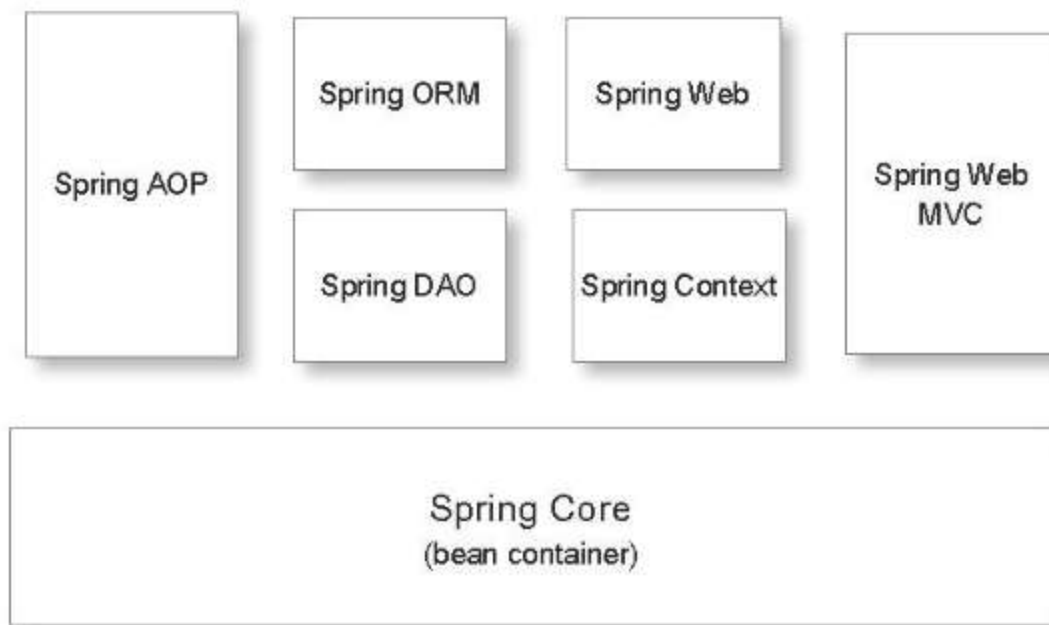 Spring AOP
Spring ORM
Spring Web
Spring Web
MVC
Spring DAO
Spring Context
Spring Core
(bean container)